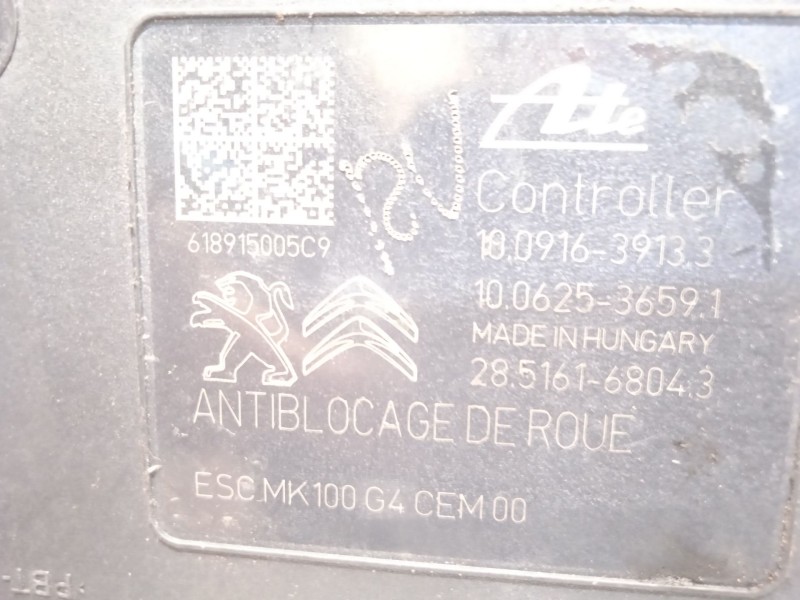 Ate
Controller
618915005C9
10.0916-3913.3
10.0625-3659.1
MADE IN HUNGARY
28.5161-6804.3
ANTIBLOCAGE DE ROUE
ESC.MK100 G4 CEM 00